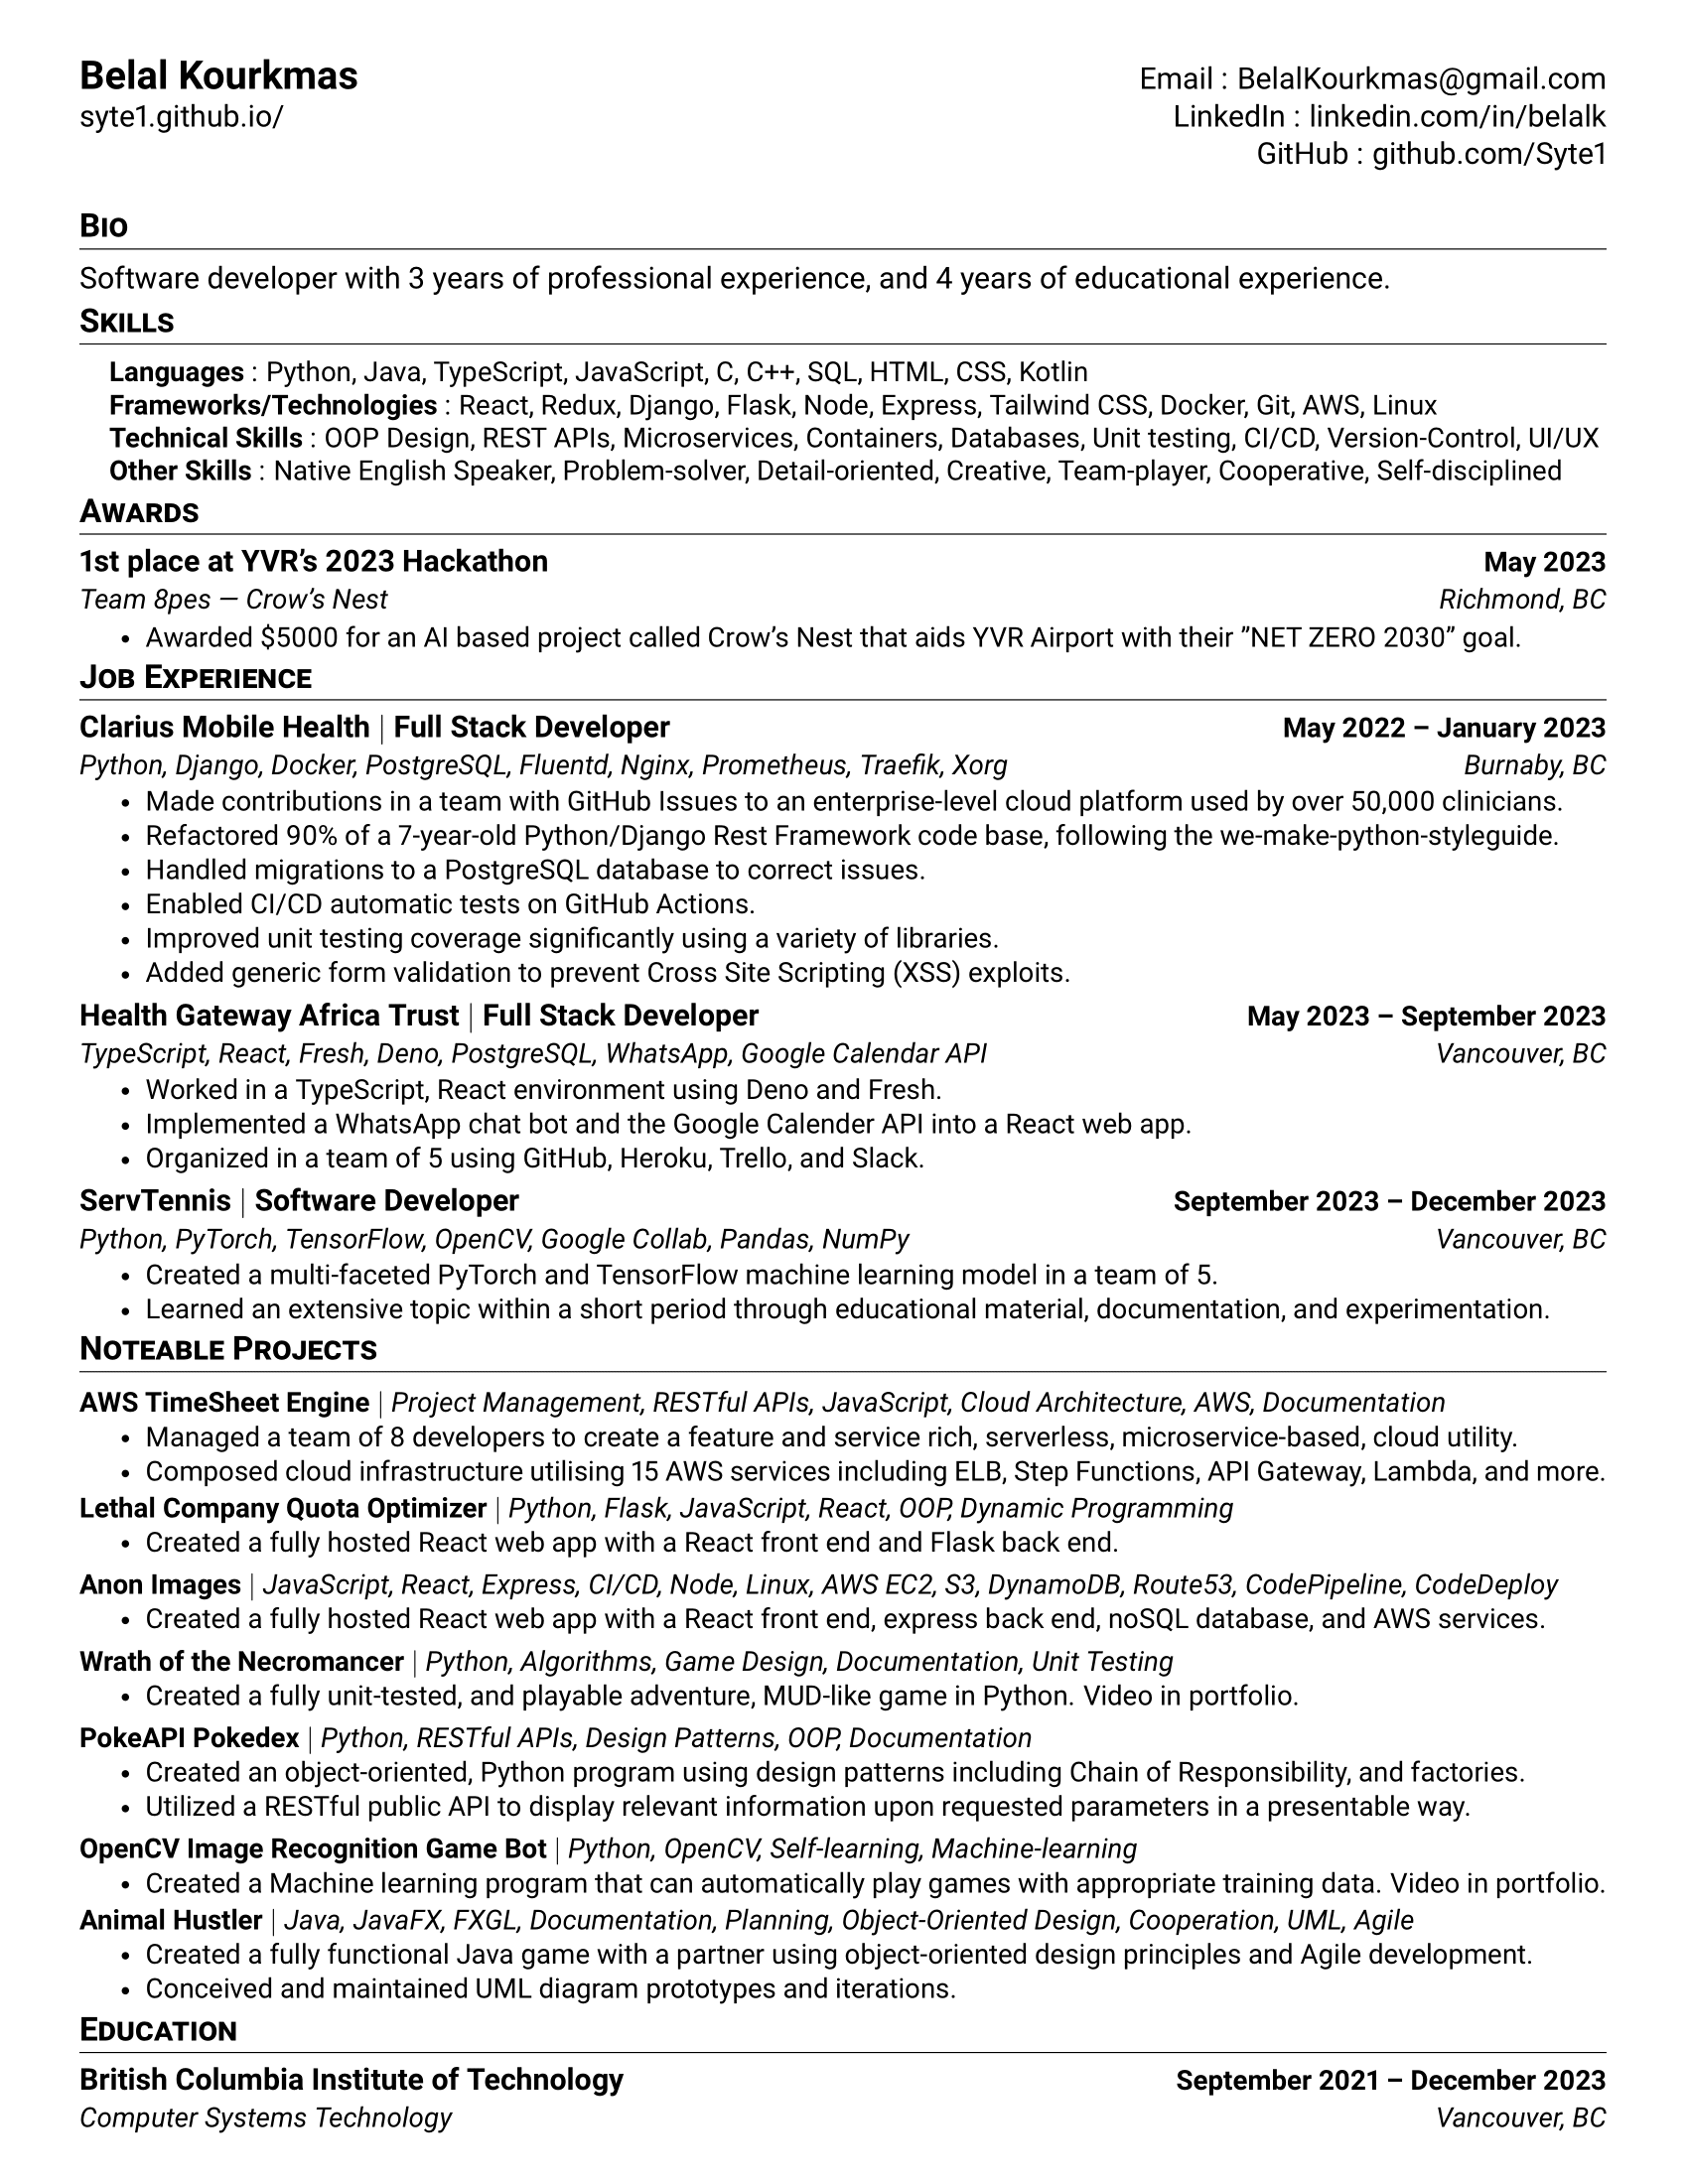 Belal Kourkmas
syte1.github.io/
Email : BelalKourkmas@gmail.com
LinkedIn : linkedin.com/in/belalk
GitHub : github.com/Syte1
Bio
Software developer with 3 years of professional experience, and 4 years of educational experience.
Skills
Languages : Python, Java, TypeScript, JavaScript, C, C++, SQL, HTML, CSS, Kotlin
Frameworks/Technologies : React, Redux, Django, Flask, Node, Express, Tailwind CSS, Docker, Git, AWS, Linux
Technical Skills : OOP Design, REST APIs, Microservices, Containers, Databases, Unit testing, CI/CD, Version-Control, UI/UX
Other Skills : Native English Speaker, Problem-solver, Detail-oriented, Creative, Team-player, Cooperative, Self-disciplined
Awards
1st place at YVR’s 2023 Hackathon May 2023
Team 8pes — Crow’s Nest Richmond, BC
• Awarded $5000 for an AI based project called Crow’s Nest that aids YVR Airport with their ”NET ZERO 2030” goal.
Job Experience
Clarius Mobile Health | Full Stack Developer May 2022 – January 2023
Python, Django, Docker, PostgreSQL, Fluentd, Nginx, Prometheus, Traefik, Xorg Burnaby, BC
• Made contributions in a team with GitHub Issues to an enterprise-level cloud platform used by over 50,000 clinicians.
• Refactored 90% of a 7-year-old Python/Django Rest Framework code base, following the we-make-python-styleguide.
• Handled migrations to a PostgreSQL database to correct issues.
• Enabled CI/CD automatic tests on GitHub Actions.
• Improved unit testing coverage significantly using a variety of libraries.
• Added generic form validation to prevent Cross Site Scripting (XSS) exploits.
Health Gateway Africa Trust | Full Stack Developer May 2023 – September 2023
TypeScript, React, Fresh, Deno, PostgreSQL, WhatsApp, Google Calendar API Vancouver, BC
• Worked in a TypeScript, React environment using Deno and Fresh.
• Implemented a WhatsApp chat bot and the Google Calender API into a React web app.
• Organized in a team of 5 using GitHub, Heroku, Trello, and Slack.
ServTennis | Software Developer September 2023 – December 2023
Python, PyTorch, TensorFlow, OpenCV, Google Collab, Pandas, NumPy Vancouver, BC
• Created a multi-faceted PyTorch and TensorFlow machine learning model in a team of 5.
• Learned an extensive topic within a short period through educational material, documentation, and experimentation.
Noteable Projects
AWS TimeSheet Engine | Project Management, RESTful APIs, JavaScript, Cloud Architecture, AWS, Documentation
• Managed a team of 8 developers to create a feature and service rich, serverless, microservice-based, cloud utility.
• Composed cloud infrastructure utilising 15 AWS services including ELB, Step Functions, API Gateway, Lambda, and more.
Lethal Company Quota Optimizer | Python, Flask, JavaScript, React, OOP, Dynamic Programming
• Created a fully hosted React web app with a React front end and Flask back end.
Anon Images | JavaScript, React, Express, CI/CD, Node, Linux, AWS EC2, S3, DynamoDB, Route53, CodePipeline, CodeDeploy
• Created a fully hosted React web app with a React front end, express back end, noSQL database, and AWS services.
Wrath of the Necromancer | Python, Algorithms, Game Design, Documentation, Unit Testing
• Created a fully unit-tested, and playable adventure, MUD-like game in Python. Video in portfolio.
PokeAPI Pokedex | Python, RESTful APIs, Design Patterns, OOP, Documentation
• Created an object-oriented, Python program using design patterns including Chain of Responsibility, and factories.
• Utilized a RESTful public API to display relevant information upon requested parameters in a presentable way.
OpenCV Image Recognition Game Bot | Python, OpenCV, Self-learning, Machine-learning
• Created a Machine learning program that can automatically play games with appropriate training data. Video in portfolio.
Animal Hustler | Java, JavaFX, FXGL, Documentation, Planning, Object-Oriented Design, Cooperation, UML, Agile
• Created a fully functional Java game with a partner using object-oriented design principles and Agile development.
• Conceived and maintained UML diagram prototypes and iterations.
Education
British Columbia Institute of Technology September 2021 – December 2023
Computer Systems Technology Vancouver, BC